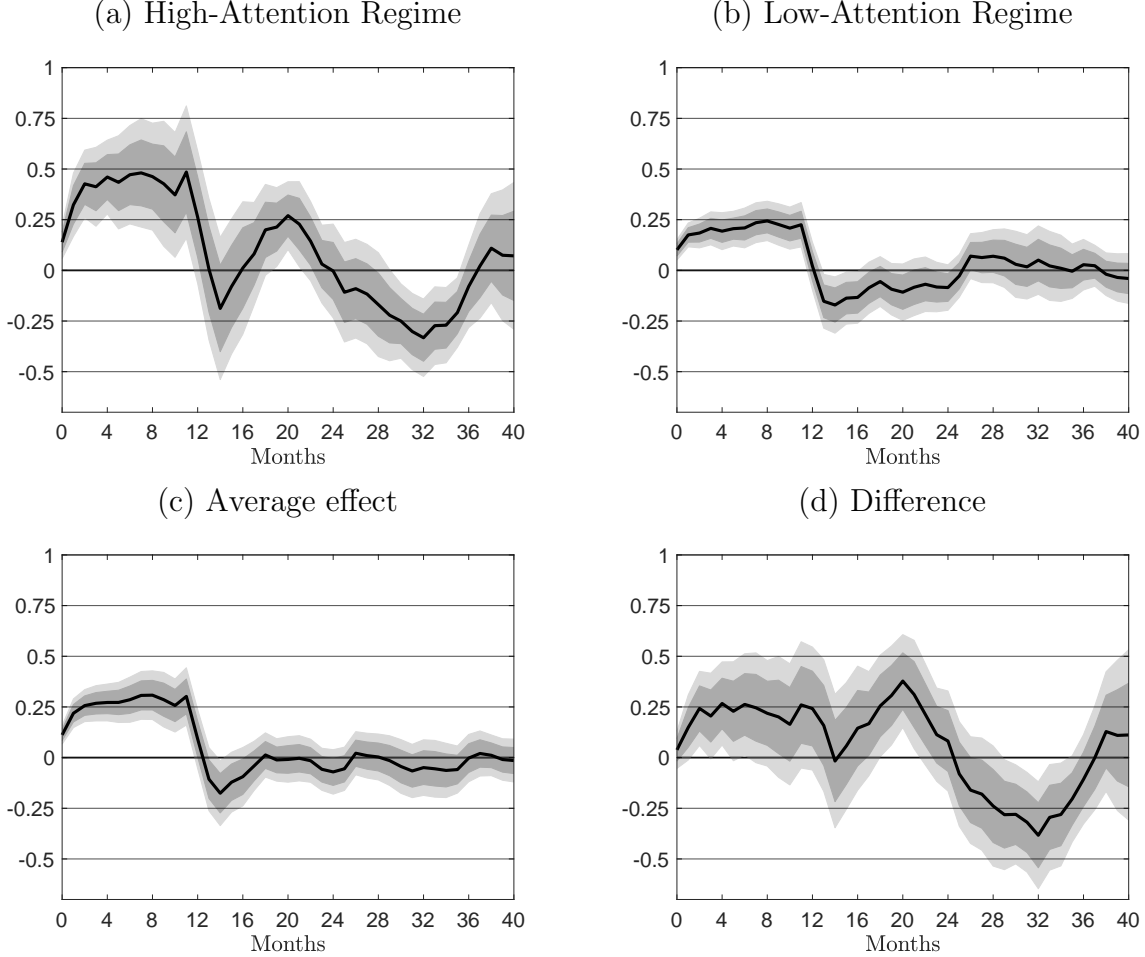 (a) High-Attention Regime
1
0.75
0.5
0.25
0
-0.25
-0.5
0 4 8 12 16 20 24 28 32 36 40
Months
(b) Low-Attention Regime
1
0.75
0.5
0.25
0
-0.25
-0.5
0 4 8 12 16 20 24 28 32 36 40
Months
(c) Average effect
1
0.75
0.5
0.25
0
-0.25
-0.5
0 4 8 12 16 20 24 28 32 36 40
Months
(d) Difference
1
0.75
0.5
0.25
0
-0.25
-0.5
0 4 8 12 16 20 24 28 32 36 40
Months